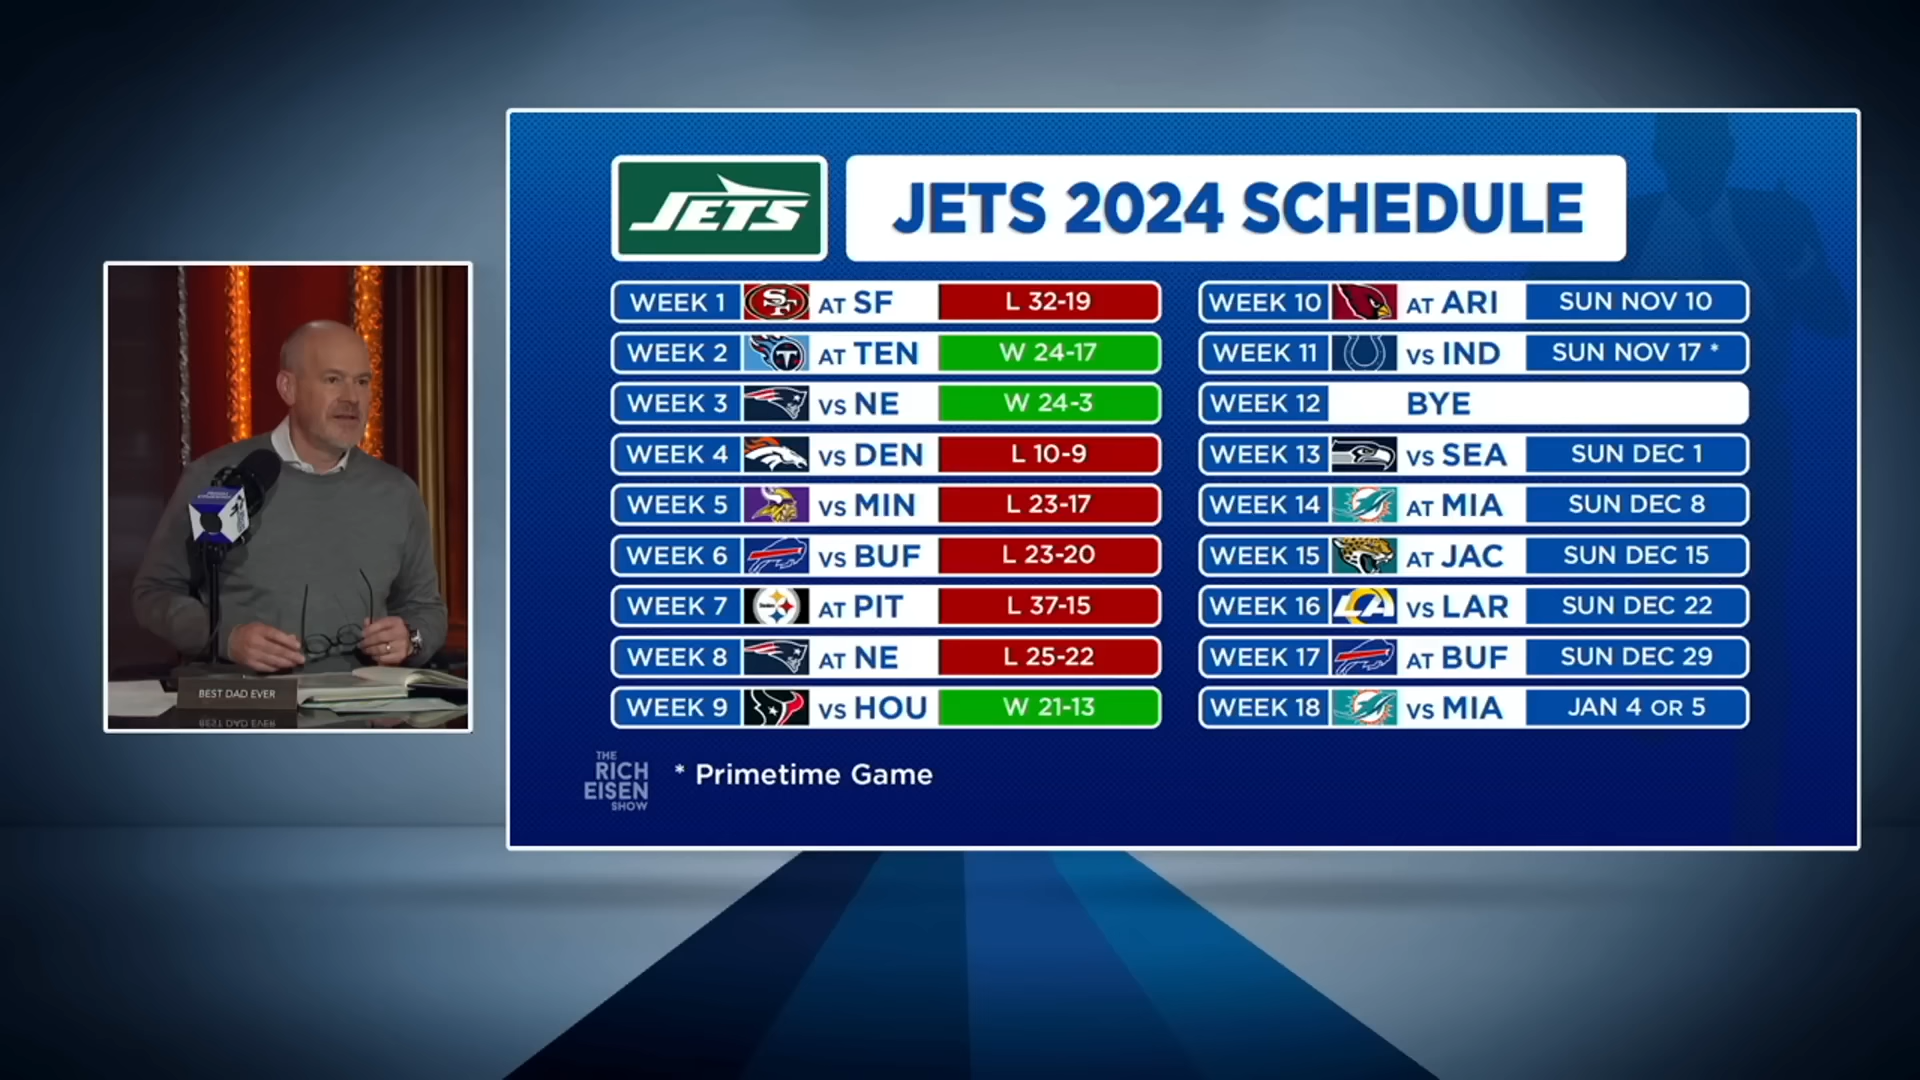 JETS
JETS 2024 SCHEDULE
WEEK 1 SF AT SF L 32-19
WEEK 2 T AT TEN W 24-17
WEEK 3 VS NE W 24-3
WEEK 4 VS DEN L 10-9
WEEK 5 VS MIN L 23-17
WEEK 6 VS BUF L 23-20
WEEK 7 AT PIT L 37-15
WEEK 8 AT NE L 25-22
WEEK 9 VS HOU W 21-13
WEEK 10 AT ARI SUN NOV 10
WEEK 11 VS IND SUN NOV 17 *
WEEK 12 BYE
WEEK 13 VS SEA SUN DEC 1
WEEK 14 AT MIA SUN DEC 8
WEEK 15 AT JAC SUN DEC 15
WEEK 16 LA VS LAR SUN DEC 22
WEEK 17 AT BUF SUN DEC 29
WEEK 18 VS MIA JAN 4 OR 5
THE
RICH
EISEN
SHOW
* Primetime Game
BEST DAD EVER